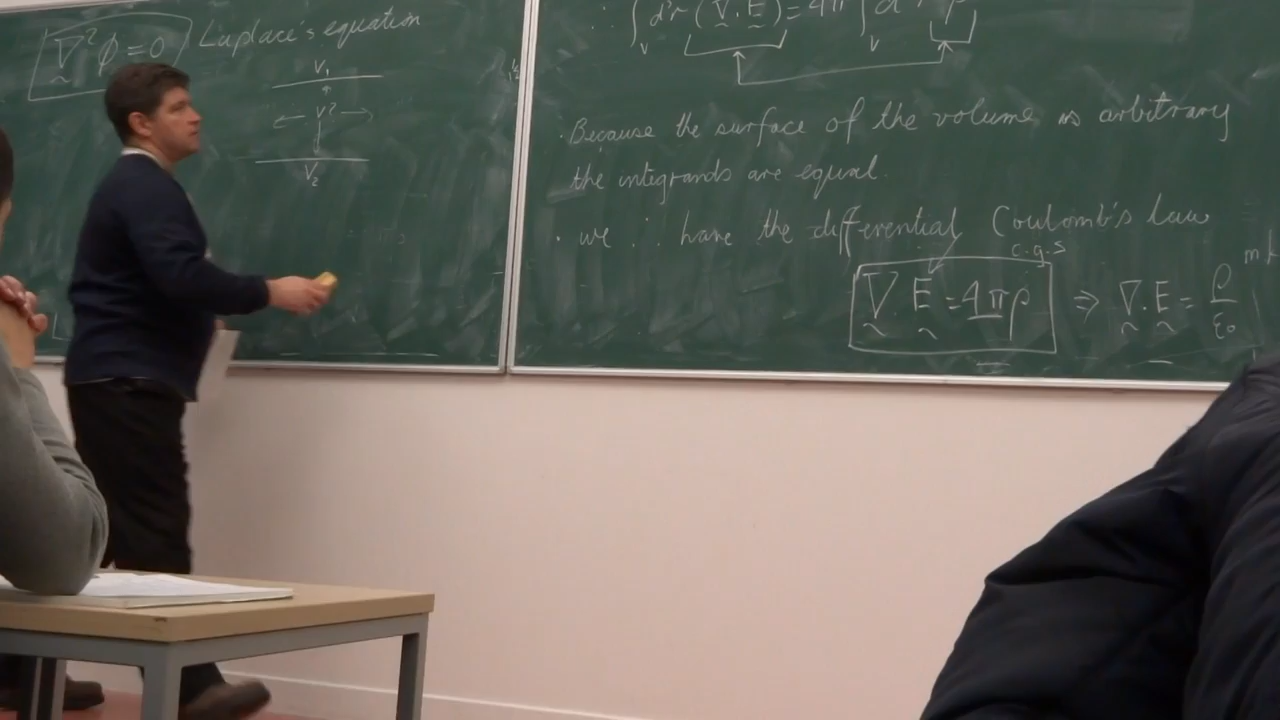 ∇²φ = 0 Laplace's equation
V₁
← V? →
V₂
∴ ∫ᵥ d³r (∇·E) = 4π ∫ᵥ d³r ρ
· Because the surface of the volume is arbitrary
the integrands are equal.
· we ∴ have the differential Coulomb's law
c.g.s
∇·E = 4πρ ⇒ ∇·E = ρ/ε₀